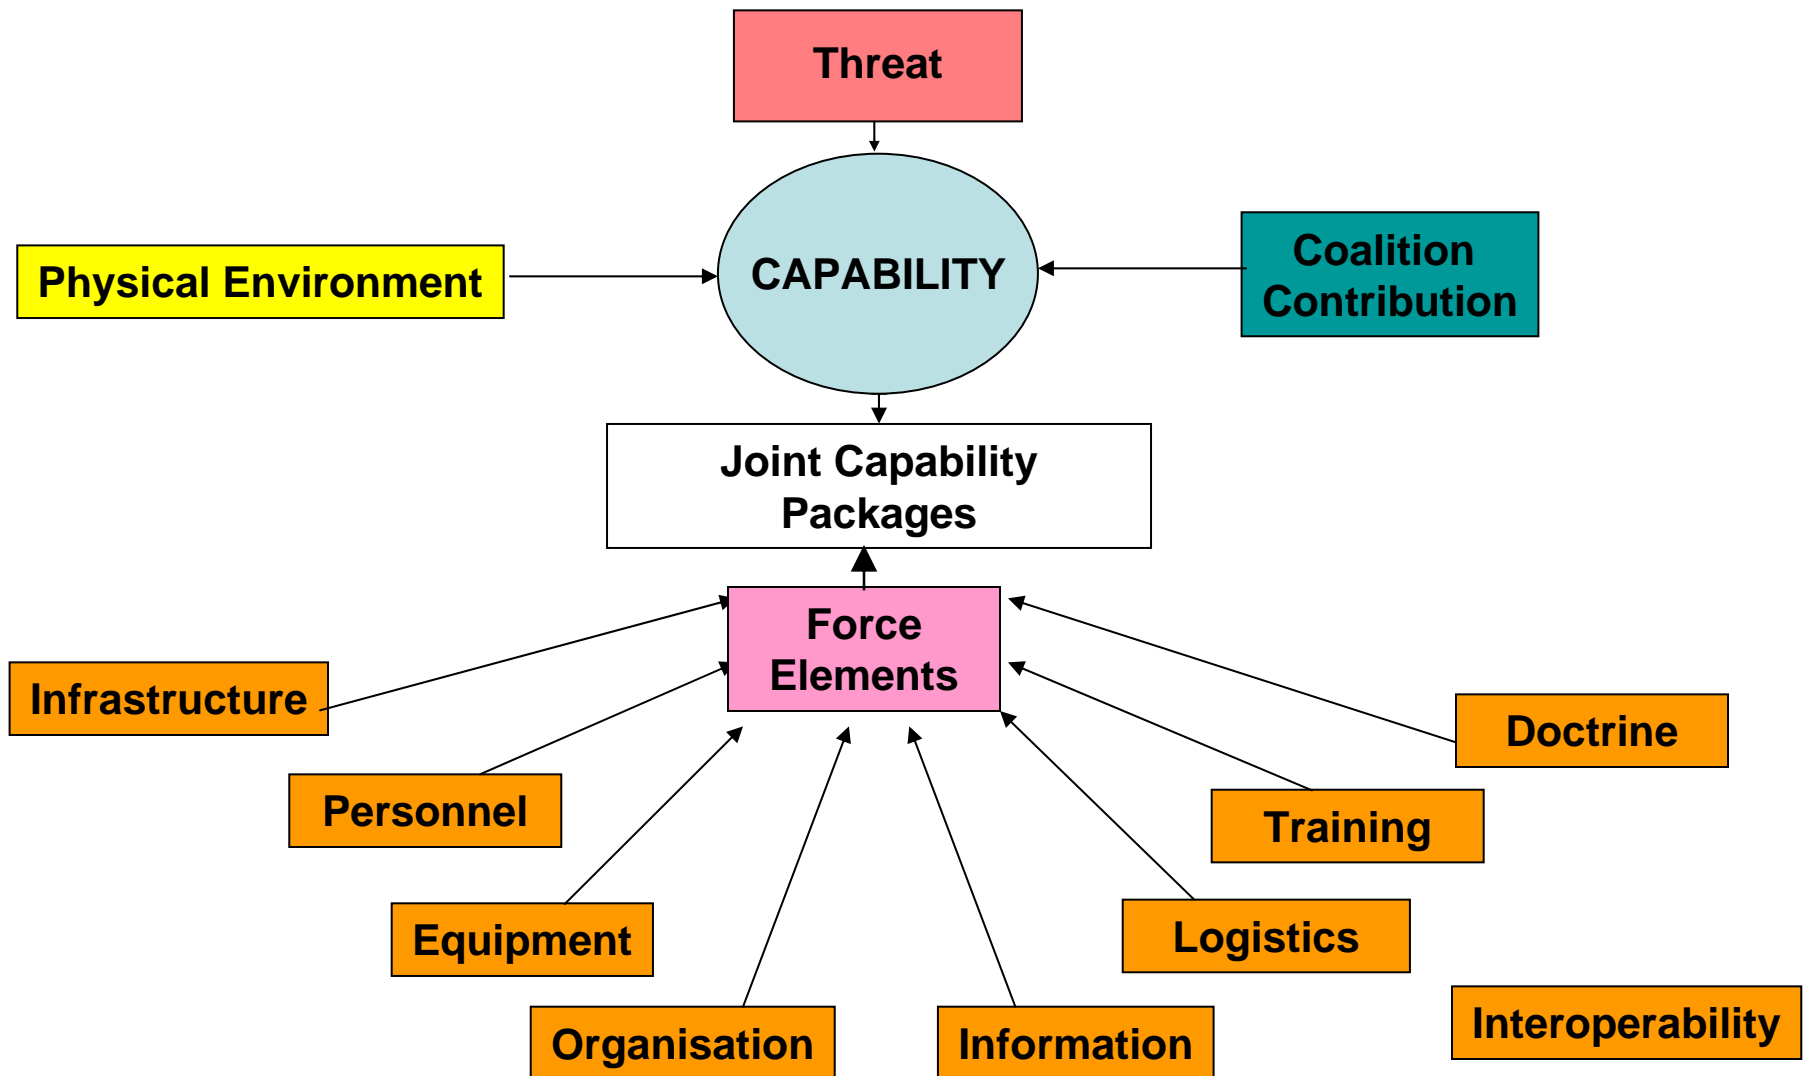 Threat
Physical Environment
CAPABILITY
Coalition
Contribution
Joint Capability
Packages
Force
Elements
Infrastructure
Doctrine
Personnel
Training
Equipment
Logistics
Organisation
Information
Interoperability